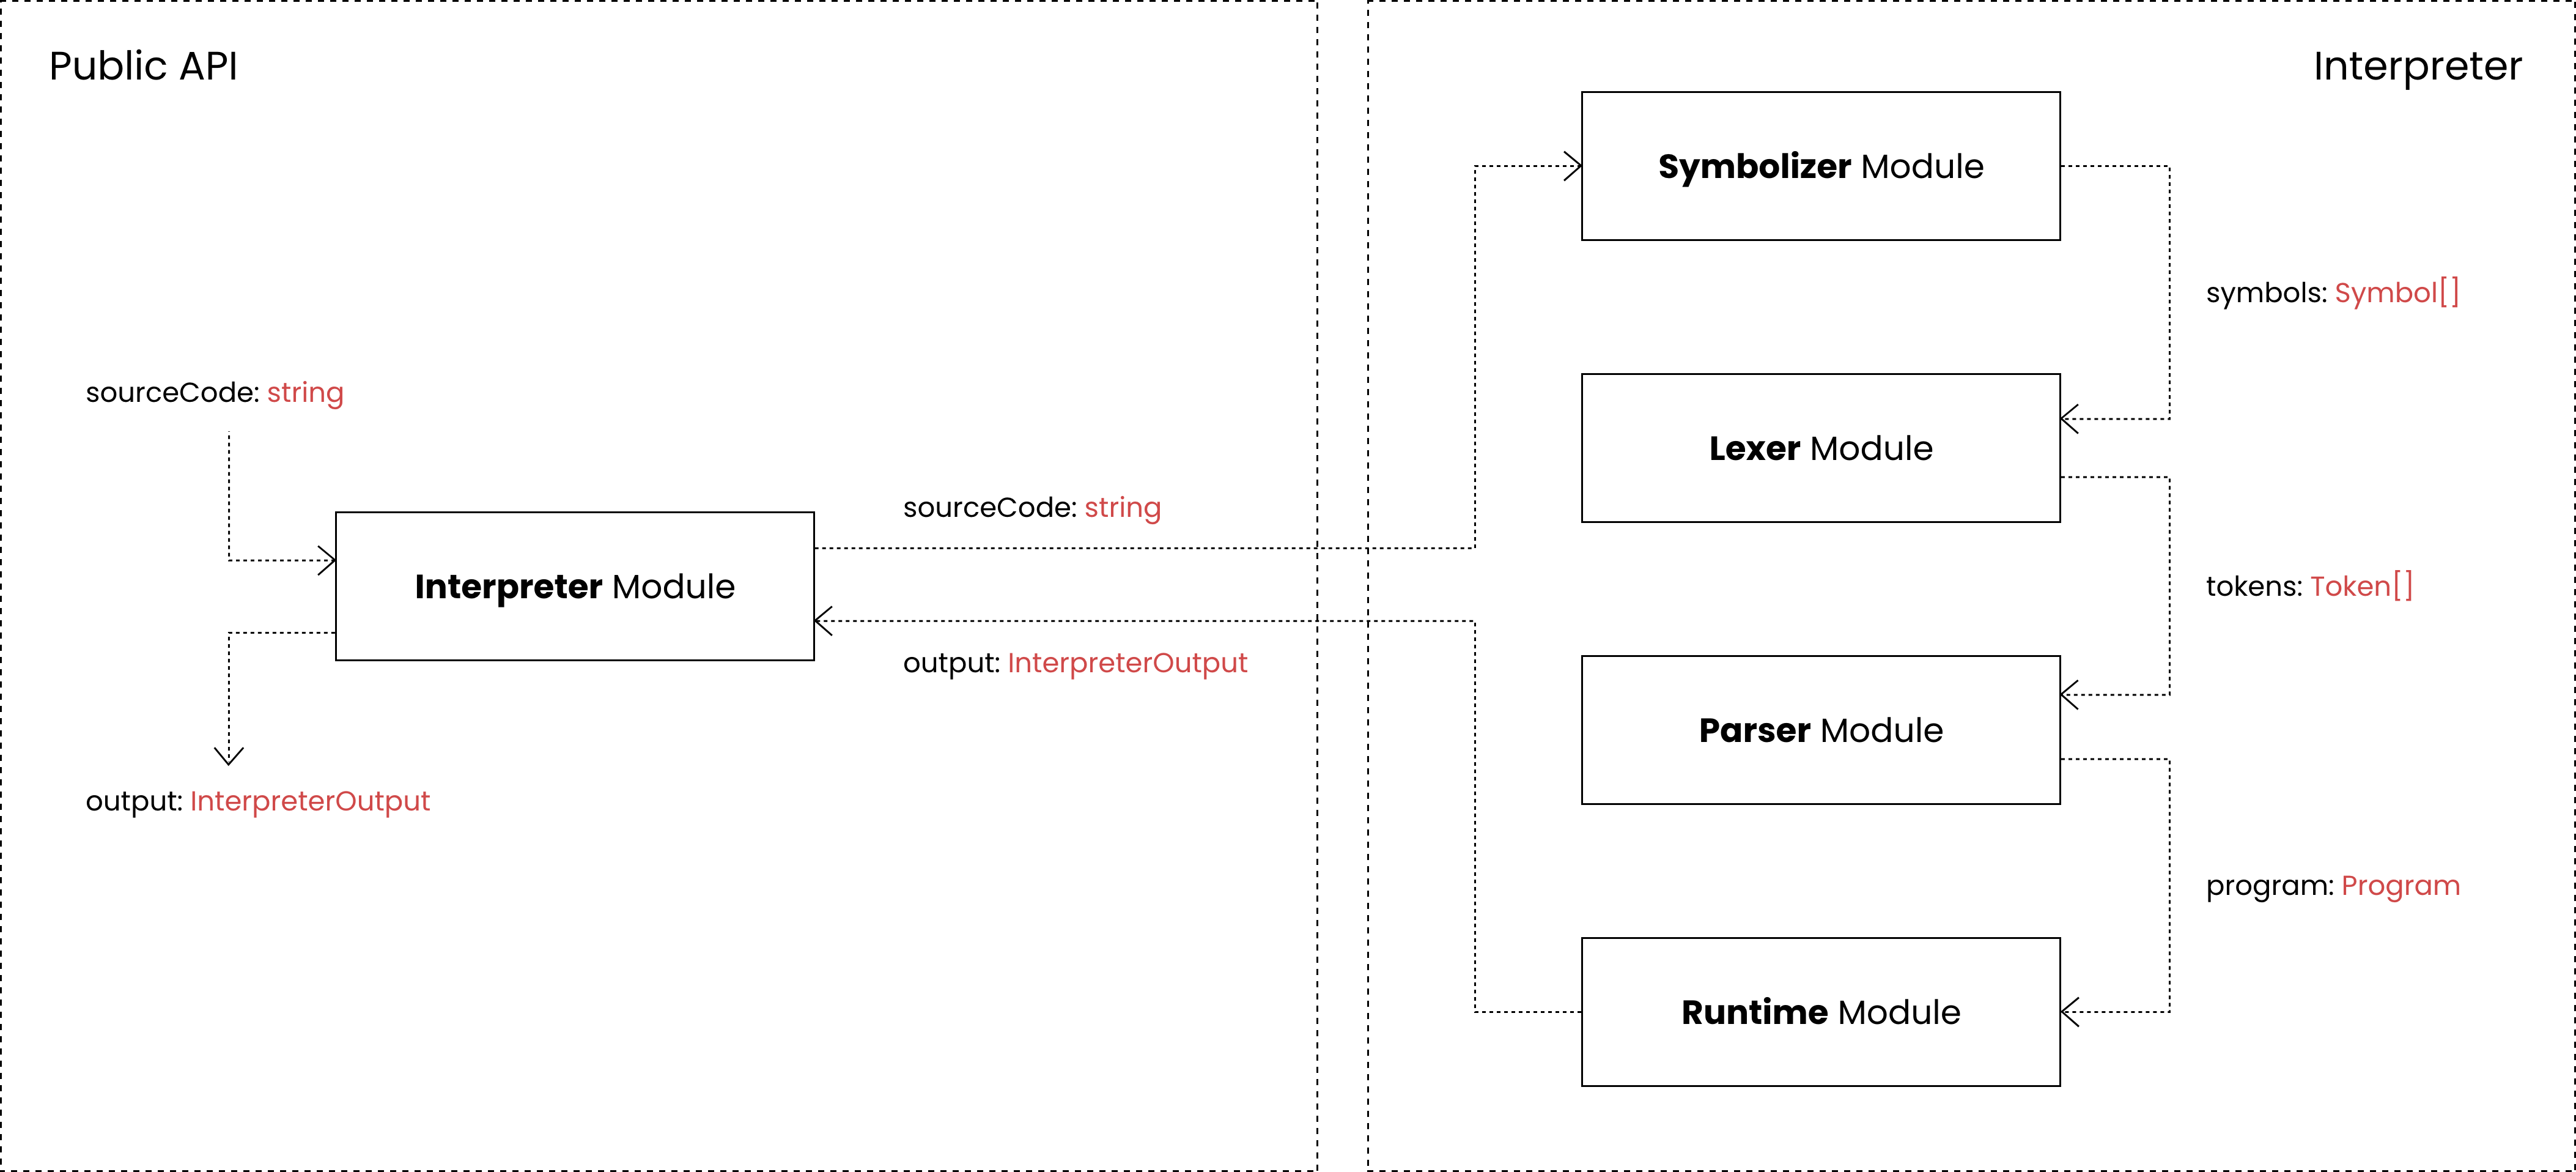 Public API
Interpreter
Symbolizer Module
symbols: Symbol[]
sourceCode: string
Lexer Module
sourceCode: string
Interpreter Module
tokens: Token[]
output: InterpreterOutput
Parser Module
output: InterpreterOutput
program: Program
Runtime Module